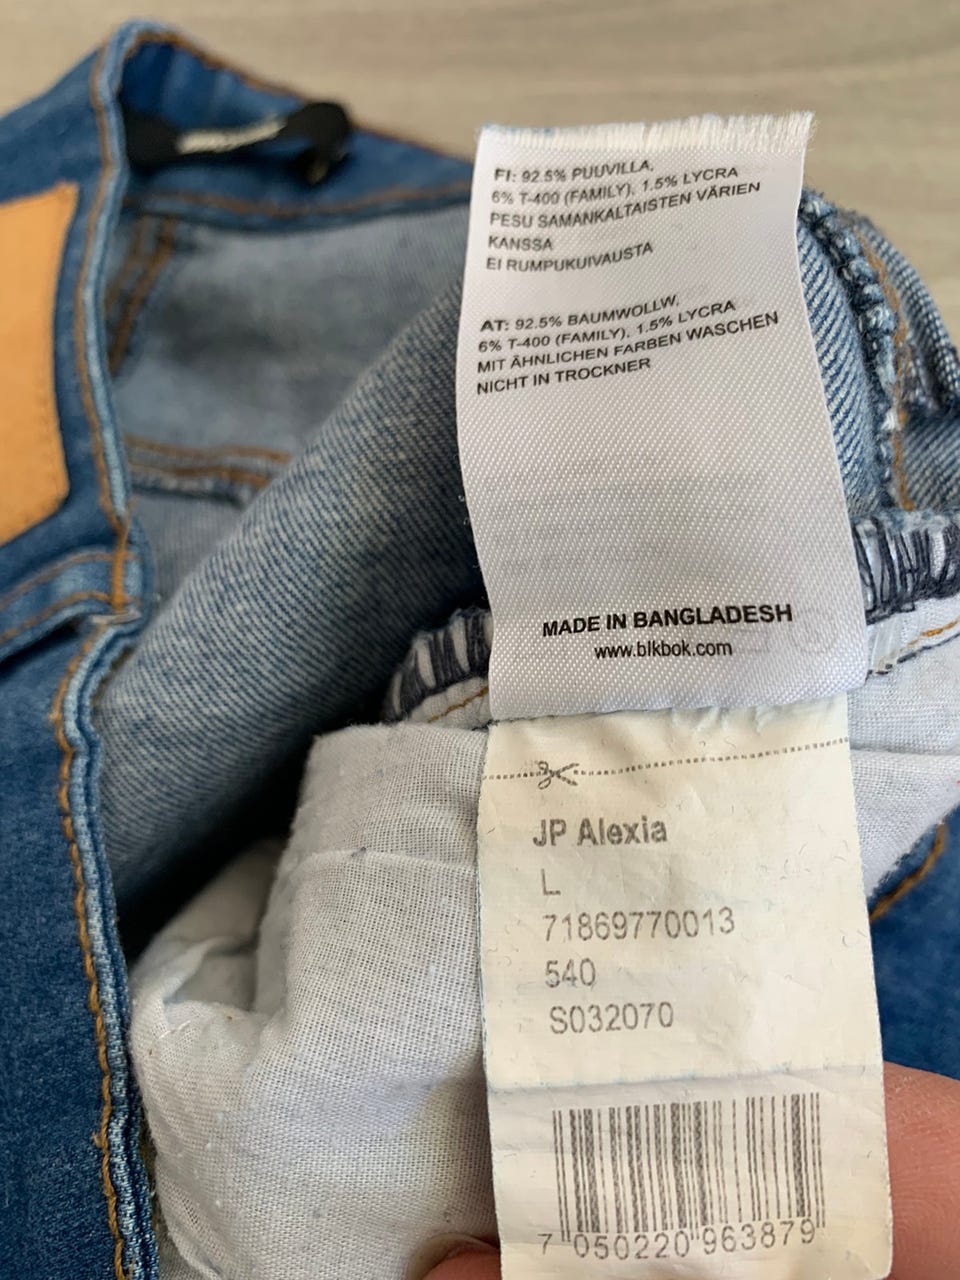 FI: 92.5% PUUVILLA,
6% T-400 (FAMILY), 1.5% LYCRA
PESU SAMANKALTAISTEN VÄRIEN
KANSSA
EI RUMPUKUIVAUSTA
AT: 92.5% BAUMWOLLW,
6% T-400 (FAMILY), 1.5% LYCRA
MIT ÄHNLICHEN FARBEN WASCHEN
NICHT IN TROCKNER
MADE IN BANGLADESH
www.blkbok.com
JP Alexia
L
71869770013
540
S032070
7 050220 963879